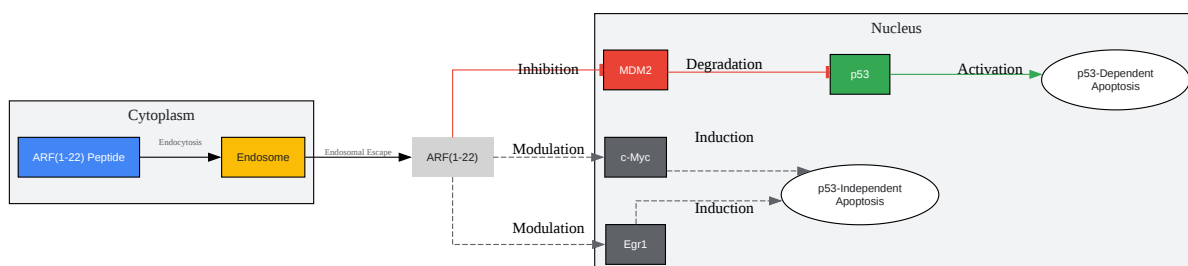 Nucleus
Inhibition
MDM2
Degradation
p53
Activation
p53-Dependent
Apoptosis
Cytoplasm
ARF(1-22) Peptide
Endocytosis
Endosome
Endosomal Escape
ARF(1-22)
Modulation
c-Myc
Induction
p53-Independent
Apoptosis
Modulation
Egr1
Induction